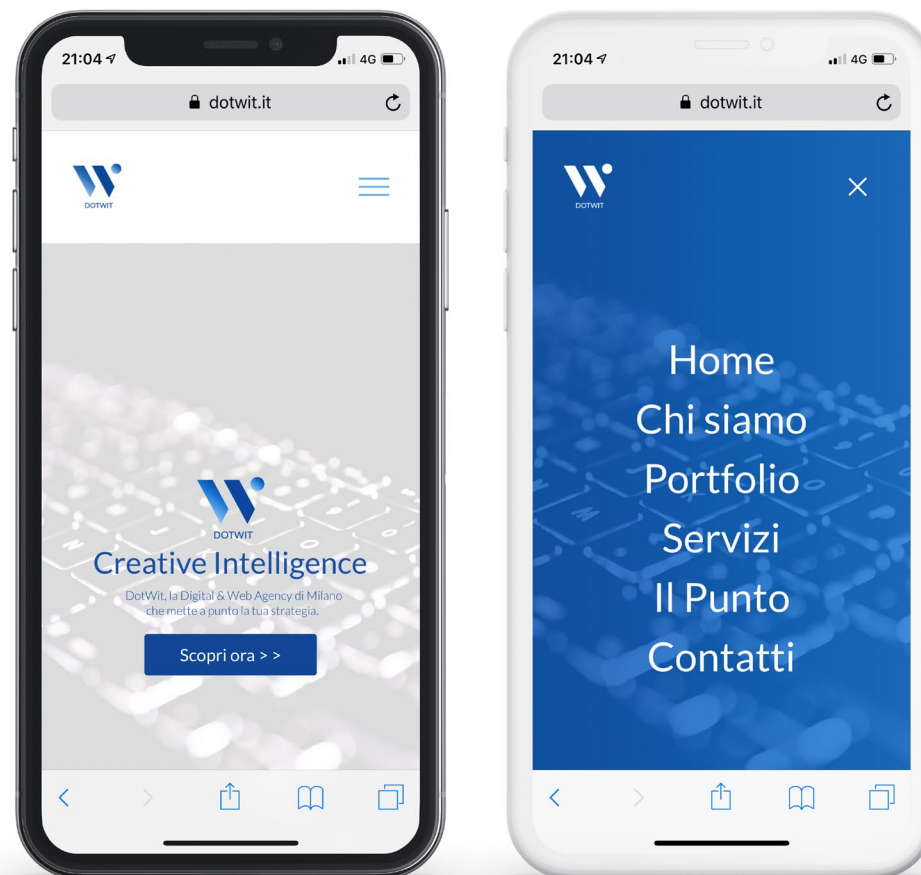 21:04
4G
dotwit.it
DOTWIT
DOTWIT
Creative Intelligence
DotWit, la Digital & Web Agency di Milano
che mette a punto la tua strategia.
Scopri ora > >
21:04
4G
dotwit.it
DOTWIT
Home
Chi siamo
Portfolio
Servizi
Il Punto
Contatti